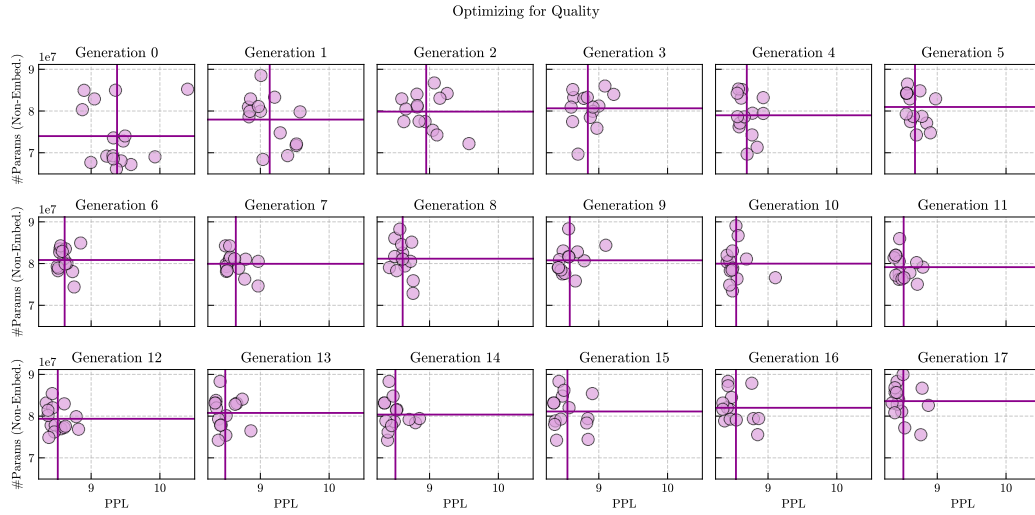 Optimizing for Quality
1e7
Generation 0
Generation 1
Generation 2
Generation 3
Generation 4
Generation 5
#Params (Non-Embed.)
9
8
7
1e7
Generation 6
Generation 7
Generation 8
Generation 9
Generation 10
Generation 11
#Params (Non-Embed.)
9
8
7
1e7
Generation 12
Generation 13
Generation 14
Generation 15
Generation 16
Generation 17
#Params (Non-Embed.)
9
8
7
9 10 9 10 9 10 9 10 9 10 9 10
PPL PPL PPL PPL PPL PPL